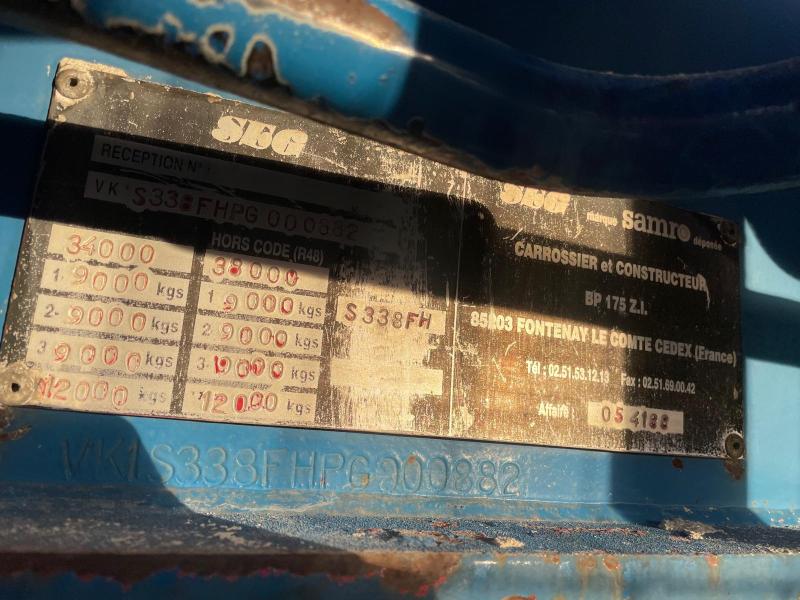 SEG
RECEPTION N° :
VK1 S338FHPG 000882
34000
1- 9000 kgs
2- 9000 kgs
3 9000 kgs
12000 kgs
HORS CODE (R48)
38000
1 9000 kgs
2 9000 kgs
3- kgs
12000 kgs
S338FH
SEG marque samro déposée
CARROSSIER et CONSTRUCTEUR
BP 175 Z.I.
85203 FONTENAY LE COMTE CEDEX (France)
Tél : 02.51.53.12.13 Fax : 02.51.69.00.42
Affaire : 054188
VK1S338FHPG000882